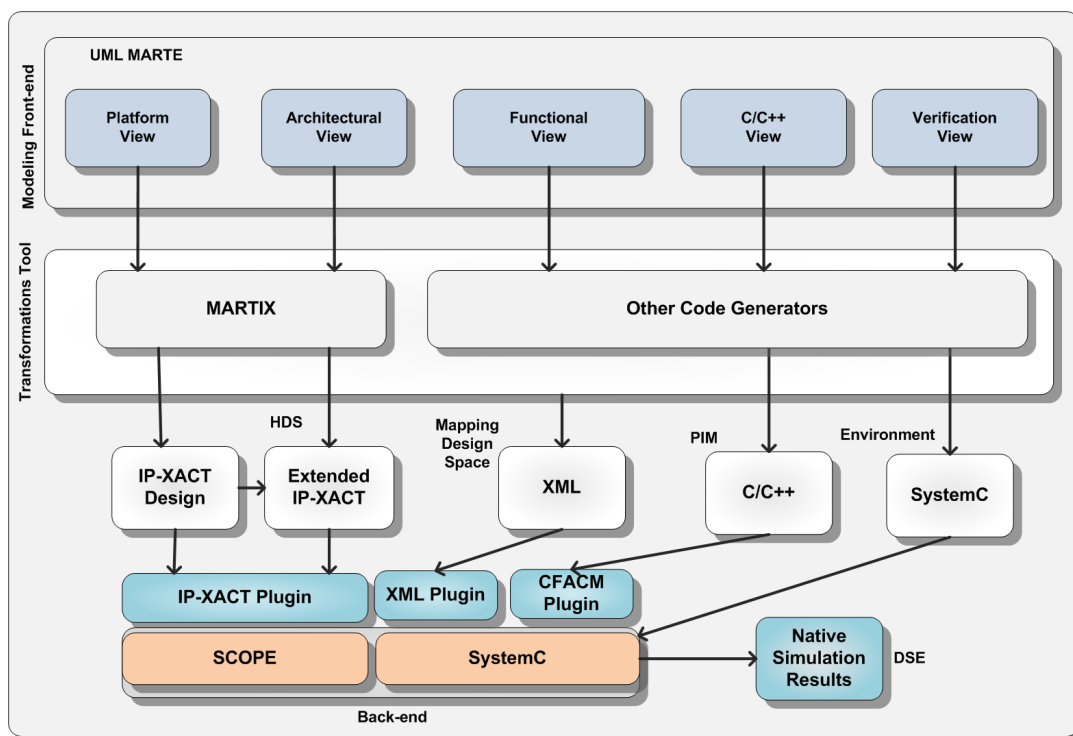 UML MARTE
Modeling Front-end
Platform
View
Architectural
View
Functional
View
C/C++
View
Verification
View
Transformations Tool
MARTIX
Other Code Generators
HDS
Mapping
Design
Space
PIM
Environment
IP-XACT
Design
Extended
IP-XACT
XML
C/C++
SystemC
IP-XACT Plugin
XML Plugin
CFACM
Plugin
SCOPE
SystemC
Native
Simulation
Results
DSE
Back-end